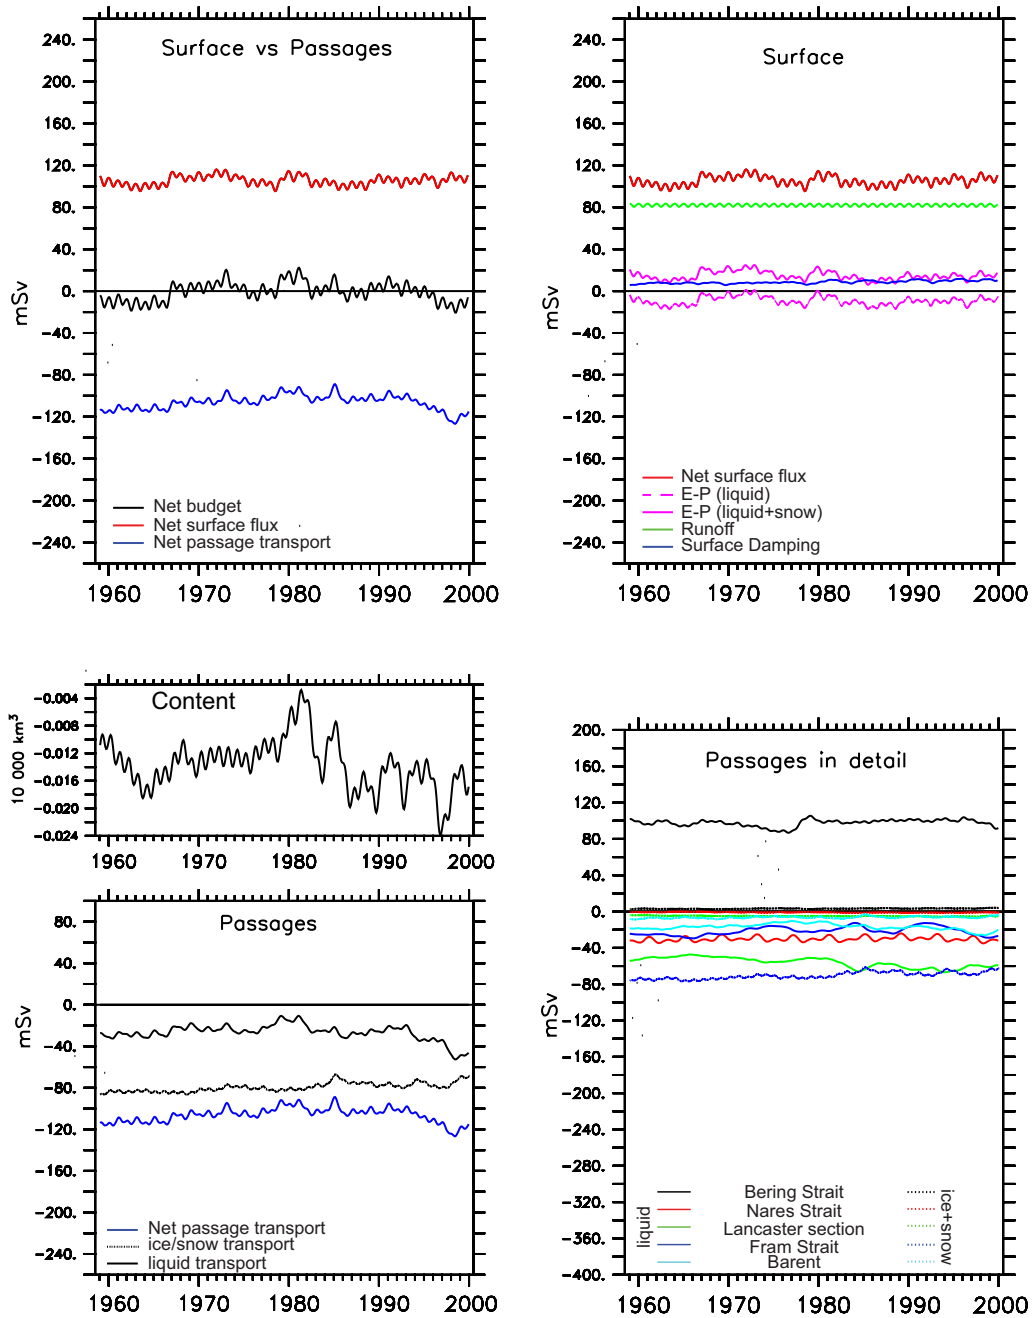 Surface vs Passages
240.
200.
160.
120.
80.
40.
0.
-40.
-80.
-120.
-160.
-200.
-240.
mSv
Net budget
Net surface flux
Net passage transport
1960 1970 1980 1990 2000
Surface
240.
200.
160.
120.
80.
40.
0.
-40.
-80.
-120.
-160.
-200.
-240.
mSv
Net surface flux
E-P (liquid)
E-P (liquid+snow)
Runoff
Surface Damping
1960 1970 1980 1990 2000
Content
-0.004
-0.008
-0.012
-0.016
-0.020
-0.024
10 000 km³
1960 1970 1980 1990 2000
Passages
80.
40.
0.
-40.
-80.
-120.
-160.
-200.
-240.
mSv
Net passage transport
ice/snow transport
liquid transport
1960 1970 1980 1990 2000
Passages in detail
200.
160.
120.
80.
40.
0.
-40.
-80.
-120.
-160.
-200.
-240.
-280.
-320.
-360.
-400.
mSv
liquid
Bering Strait
Nares Strait
Lancaster section
Fram Strait
Barent
ice+snow
1960 1970 1980 1990 2000